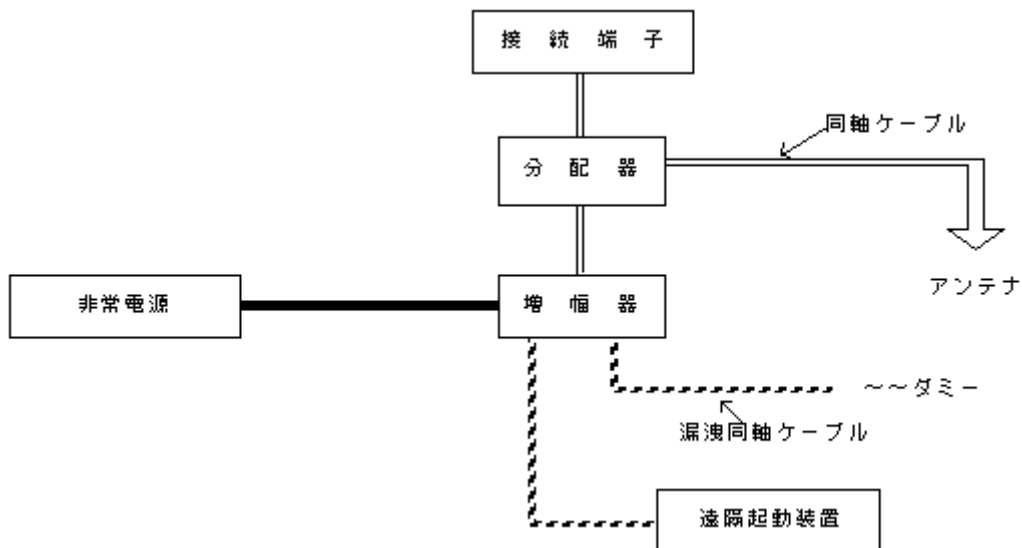 接続端子
同軸ケーブル
分配器
アンテナ
非常電源
増幅器
～～ダミー
漏洩同軸ケーブル
遠隔起動装置